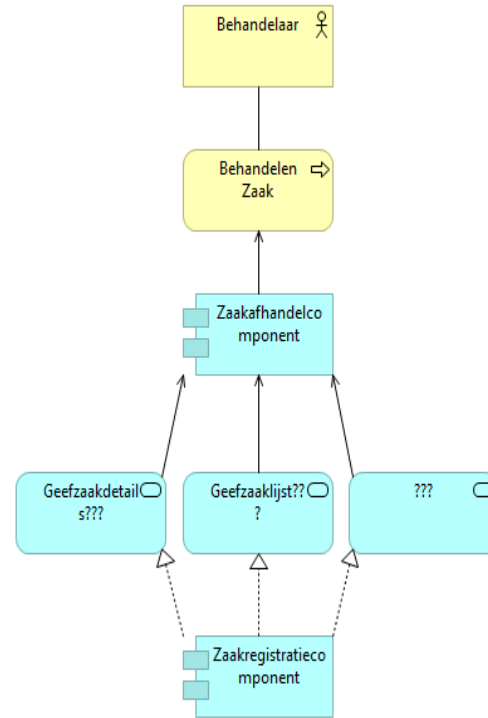 Behandelaar
Behandelen
Zaak
Zaakafhandelco
mponent
Geefzaakdetail
s???
Geefzaaklijst??
?
???
Zaakregistratieco
mponent